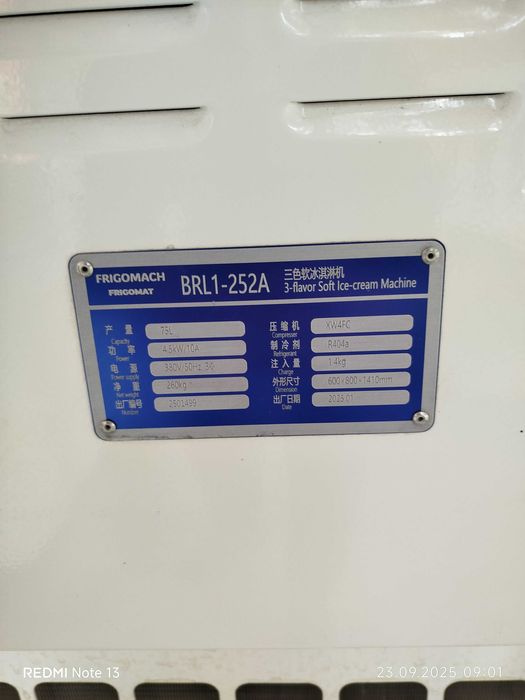 FRIGOMACH
FRIGOMAT
BRL1-252A
三色软冰淇淋机
3-flavor Soft Ice-cream Machine
产量 75L
Capacity
功率 4.5kW/10A
Power
电源 380V/50Hz 3∅
Power supply
净重 260kg
Net weight
出厂编号 2501499
Number
压缩机 XW4FC
Compresser
制冷剂 R404a
Refrigerant
注入量 1.4kg
Charge
外形尺寸 600×800×1410mm
Dimension
出厂日期 2025.01
Date
REDMI Note 13
23.09.2025 09:01